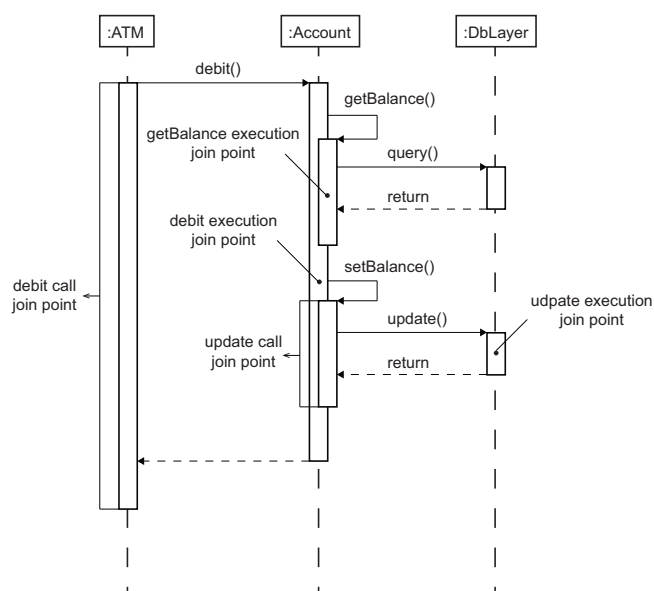 :ATM
:Account
:DbLayer
debit()
getBalance()
getBalance execution
join point
query()
return
debit execution
join point
setBalance()
debit call
join point
udpate execution
join point
update()
update call
join point
return